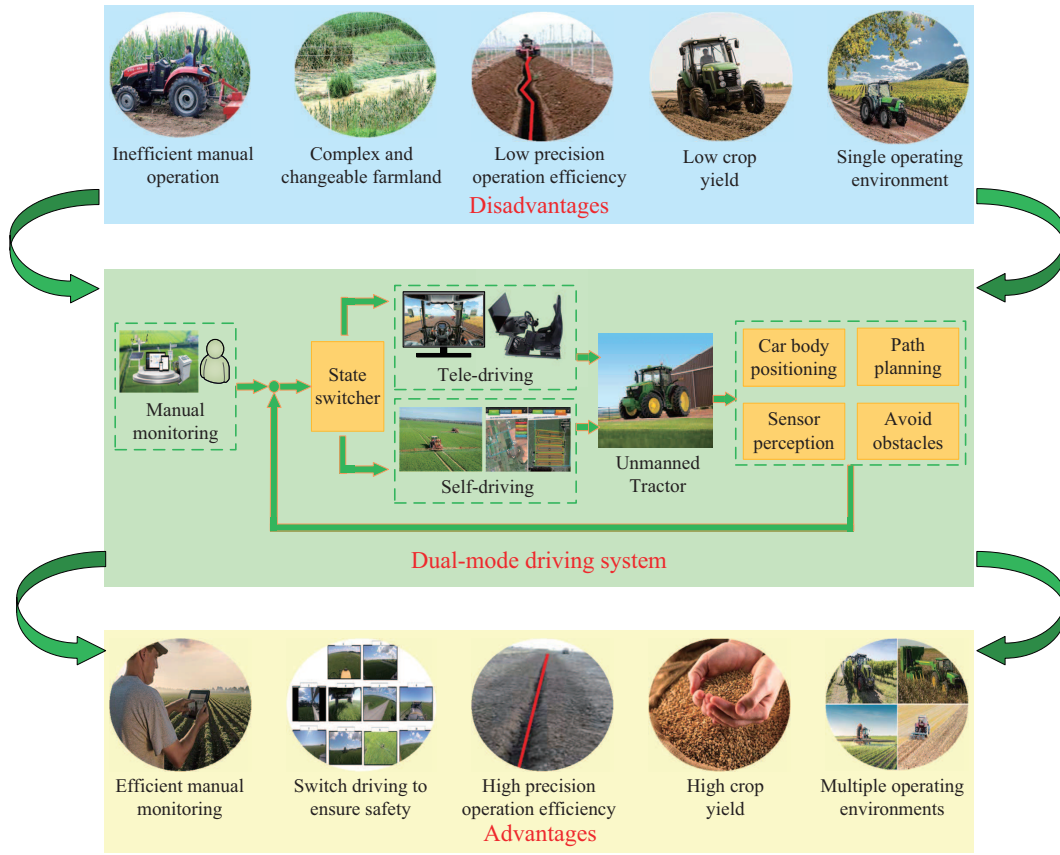 Inefficient manual
operation
Complex and
changeable farmland
Low precision
operation efficiency
Low crop
yield
Single operating
environment
Disadvantages
Manual
monitoring
State
switcher
Tele-driving
Self-driving
Unmanned
Tractor
Car body
positioning
Path
planning
Sensor
perception
Avoid
obstacles
Dual-mode driving system
Efficient manual
monitoring
Switch driving to
ensure safety
High precision
operation efficiency
High crop
yield
Multiple operating
environments
Advantages